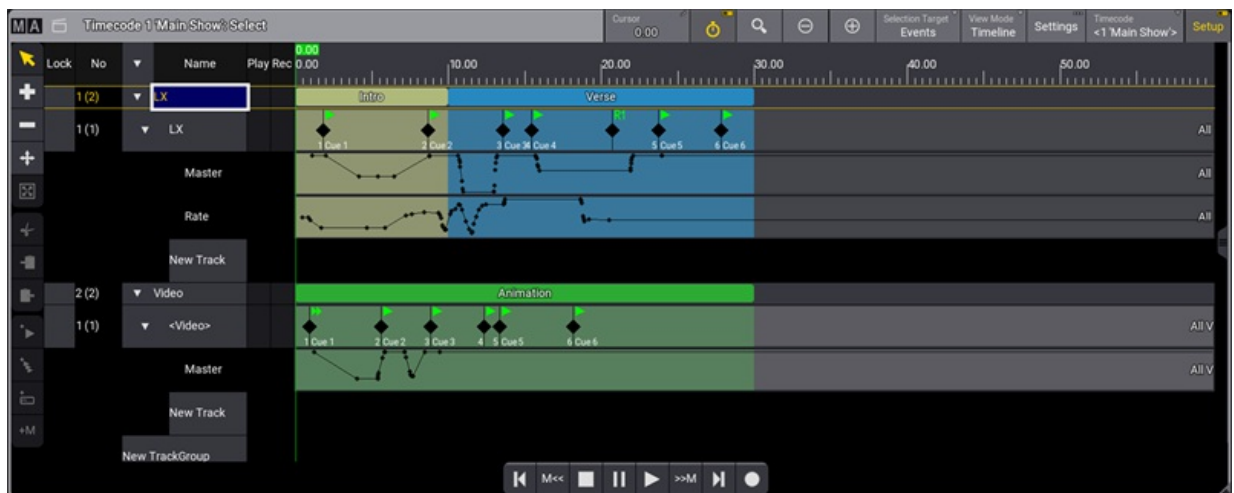 MA Timecode 1 'Main Show': Select Cursor 0.00 Selection Target Events View Mode Timeline Settings Timecode <1 'Main Show'> Setup
0.00
Lock No Name Play Rec 0.00 10.00 20.00 30.00 40.00 50.00
1 (2) LX Intro Verse
R1
1 (1) LX All
1 Cue 1 2 Cue 2 3 Cue 3 4 Cue 4 5 Cue 5 6 Cue 6
Master All
Rate All
New Track
2 (2) Video Animation
1 (1) <Video> All V
1 Cue 1 2 Cue 2 3 Cue 3 4 5 Cue 5 6 Cue 6
Master All V
New Track
+M
New TrackGroup
M<< >>M